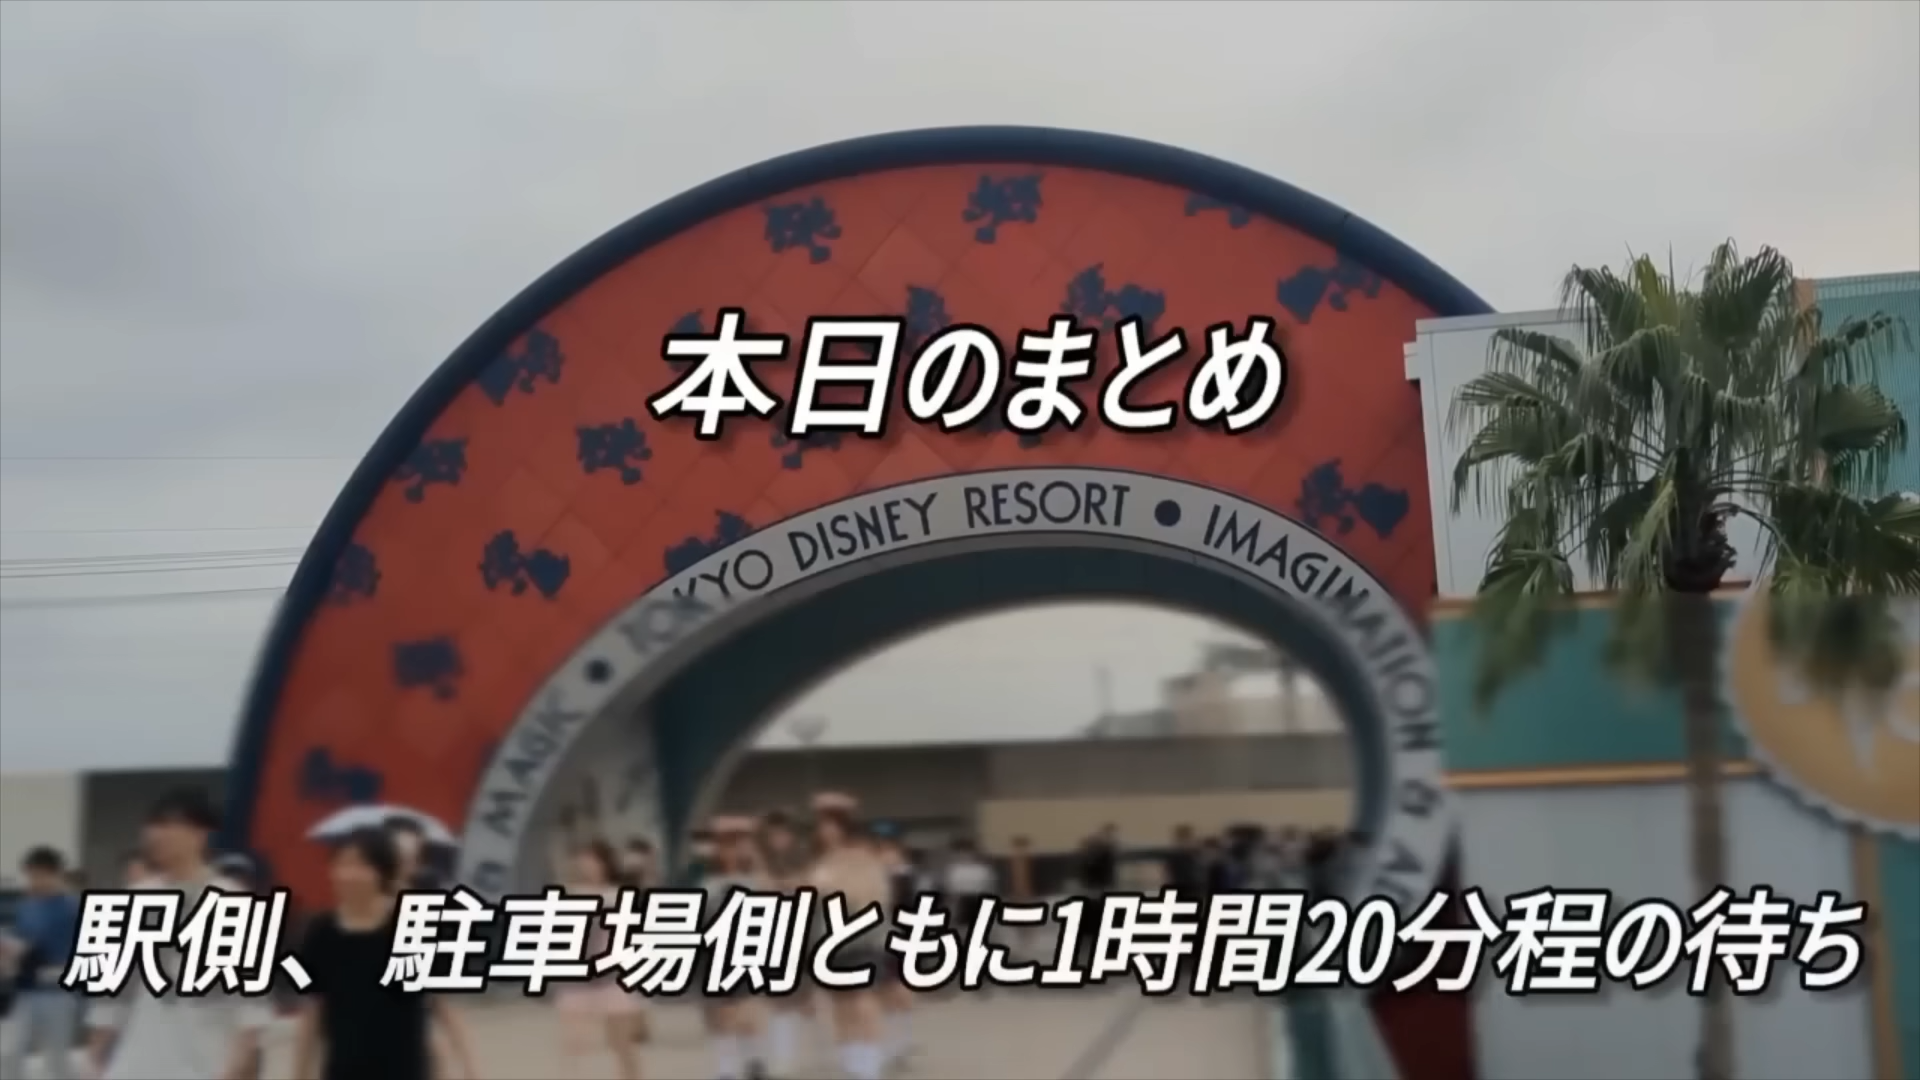 本日のまとめ
MAGIC • TOKYO DISNEY RESORT • IMAGINATION &
駅側、駐車場側ともに1時間20分程の待ち